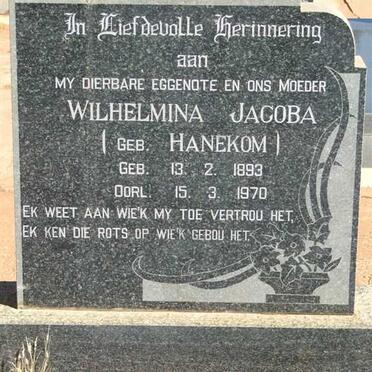 In Liefdevolle Herinnering
aan
MY DIERBARE EGGENOTE EN ONS MOEDER
WILHELMINA JACOBA
( GEB. HANEKOM )
GEB. 13. 2. 1893
OORL. 15. 3. 1970
EK WEET AAN WIE'K MY TOE VERTROU HET,
EK KEN DIE ROTS OP WIE'K GEBOU HET.